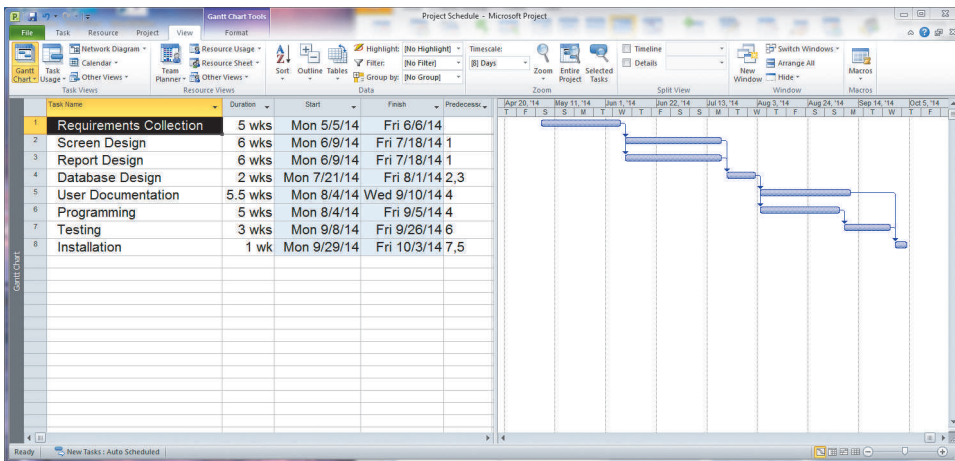 Gantt Chart Tools
Project Schedule - Microsoft Project
File Task Resource Project View Format
Gantt Chart
Task Usage
Network Diagram
Calendar
Other Views
Task Views
Team Planner
Resource Usage
Resource Sheet
Other Views
Resource Views
Sort
Outline
Tables
Highlight: [No Highlight]
Filter: [No Filter]
Group by: [No Group]
Data
Timescale:
[8] Days
Zoom
Entire Project
Selected Tasks
Zoom
Timeline
Details
Split View
New Window
Switch Windows
Arrange All
Hide
Window
Macros
Macros
Task Name Duration Start Finish Predecessc
Apr 20, '14 May 11, '14 Jun 1, '14 Jun 22, '14 Jul 13, '14 Aug 3, '14 Aug 24, '14 Sep 14, '14 Oct 5, '14
T F S S M T W T F S S M T W T F S S M T W T F
1 Requirements Collection 5 wks Mon 5/5/14 Fri 6/6/14
2 Screen Design 6 wks Mon 6/9/14 Fri 7/18/14 1
3 Report Design 6 wks Mon 6/9/14 Fri 7/18/14 1
4 Database Design 2 wks Mon 7/21/14 Fri 8/1/14 2,3
5 User Documentation 5.5 wks Mon 8/4/14 Wed 9/10/14 4
6 Programming 5 wks Mon 8/4/14 Fri 9/5/14 4
7 Testing 3 wks Mon 9/8/14 Fri 9/26/14 6
8 Installation 1 wk Mon 9/29/14 Fri 10/3/14 7,5
Gantt Chart
Ready New Tasks : Auto Scheduled